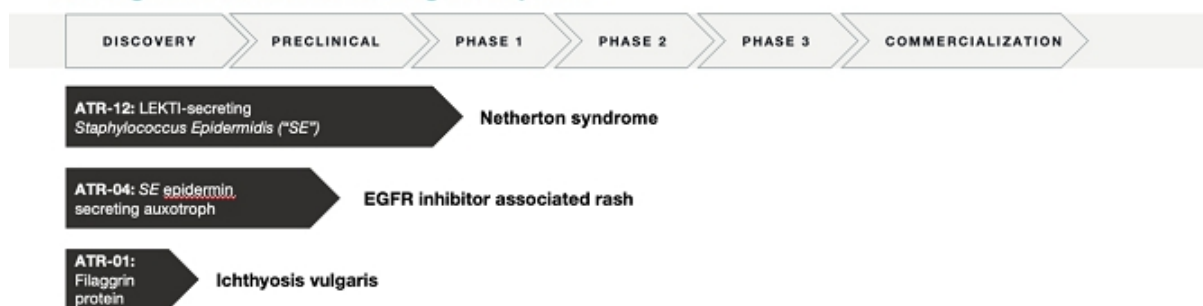 DISCOVERY PRECLINICAL PHASE 1 PHASE 2 PHASE 3 COMMERCIALIZATION
ATR-12: LEKTI-secreting
Staphylococcus Epidermidis ("SE")
Netherton syndrome
ATR-04: SE epidermin
secreting auxotroph
EGFR inhibitor associated rash
ATR-01:
Filaggrin
protein
Ichthyosis vulgaris